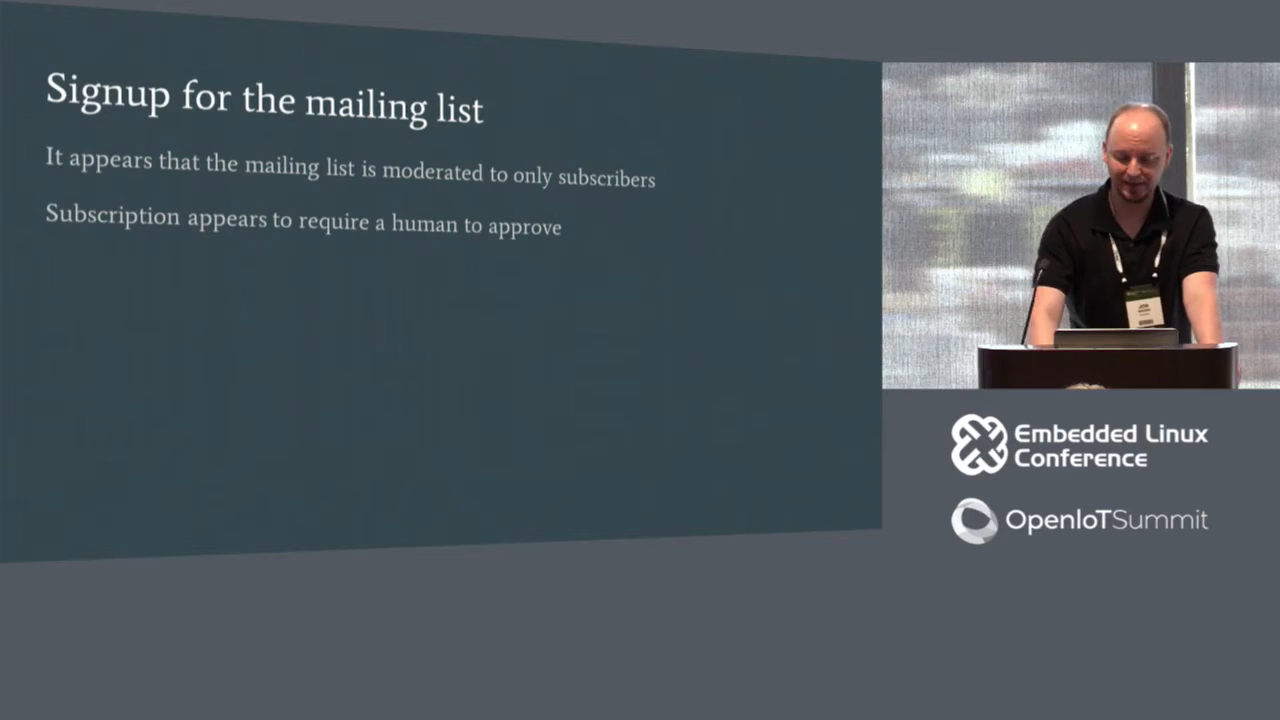 Signup for the mailing list
It appears that the mailing list is moderated to only subscribers
Subscription appears to require a human to approve
Embedded Linux
Conference
OpenIoTSummit